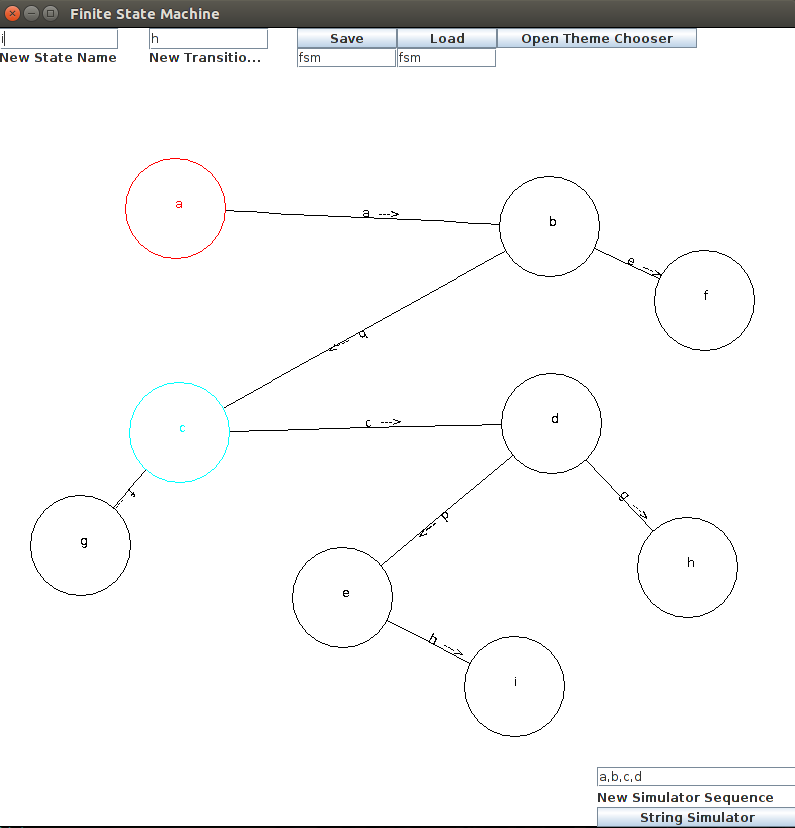 Finite State Machine
i h Save Load Open Theme Chooser
New State Name New Transitio... fsm fsm
a
a --->
b
e --->
f
b --->
c
c --->
d
f --->
g
d --->
g --->
h
e
h --->
i
a,b,c,d
New Simulator Sequence
String Simulator